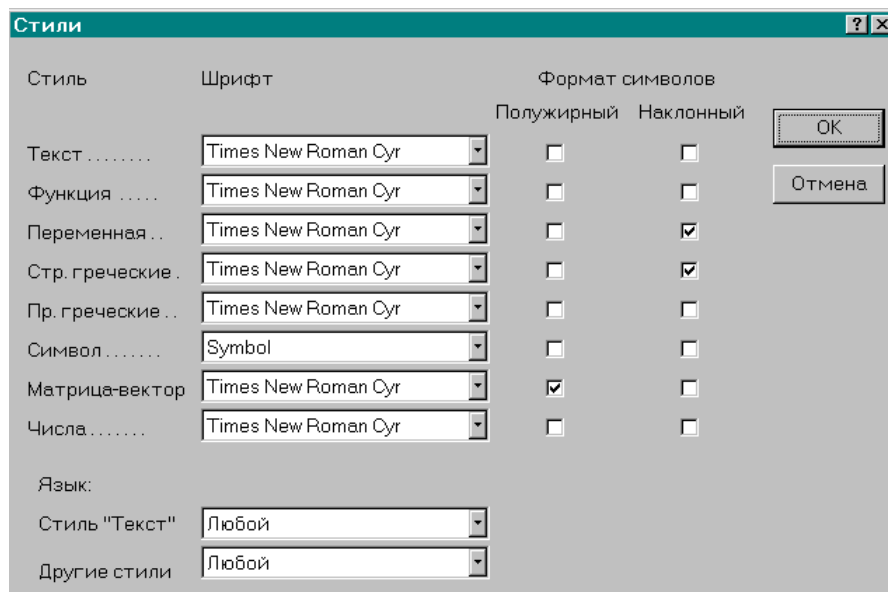 Стили
Стиль Шрифт Формат символов
Полужирный Наклонный
OK
Текст ........ Times New Roman Cyr
Отмена
Функция ..... Times New Roman Cyr
Переменная .. Times New Roman Cyr
Стр. греческие . Times New Roman Cyr
Пр. греческие .. Times New Roman Cyr
Символ ....... Symbol
Матрица-вектор Times New Roman Cyr
Числа ....... Times New Roman Cyr
Язык:
Стиль "Текст" Любой
Другие стили Любой